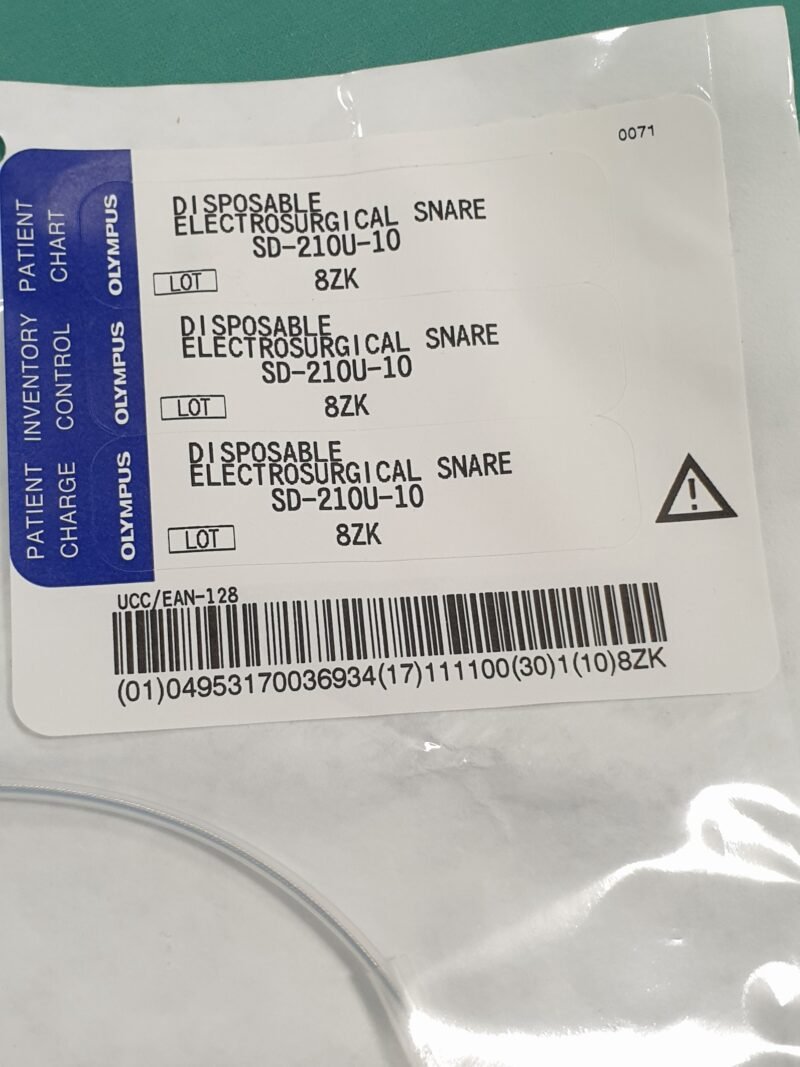 0071
PATIENT INVENTORY PATIENT
CHARGE CONTROL CHART
OLYMPUS
DISPOSABLE
ELECTROSURGICAL SNARE
SD-210U-10
LOT 8ZK
OLYMPUS
DISPOSABLE
ELECTROSURGICAL SNARE
SD-210U-10
LOT 8ZK
OLYMPUS
DISPOSABLE
ELECTROSURGICAL SNARE
SD-210U-10
LOT 8ZK
!
UCC/EAN-128
(01)04953170036934(17)111100(30)1(10)8ZK